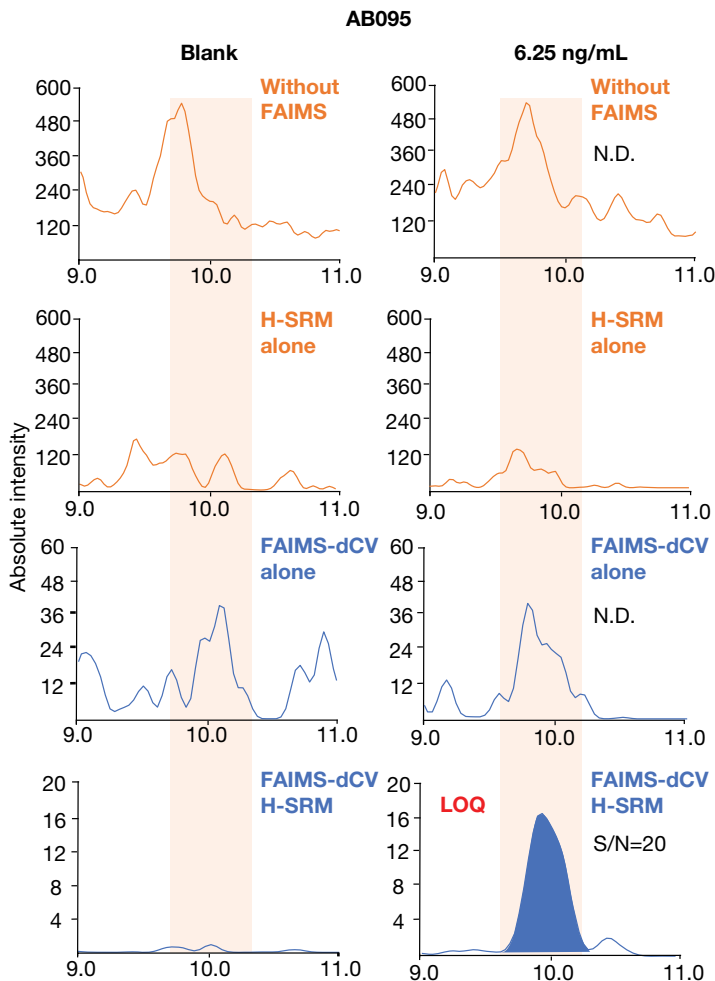 AB095
Blank
6.25 ng/mL
Absolute intensity
600
480
360
240
120
9.0
10.0
11.0
Without
FAIMS
600
480
360
240
120
9.0
10.0
11.0
Without
FAIMS
N.D.
600
480
360
240
120
9.0
10.0
11.0
H-SRM
alone
600
480
360
240
120
9.0
10.0
11.0
H-SRM
alone
60
48
36
24
12
9.0
10.0
11.0
FAIMS-dCV
alone
60
48
36
24
12
9.0
10.0
11.0
FAIMS-dCV
alone
N.D.
20
16
12
8
4
9.0
10.0
11.0
FAIMS-dCV
H-SRM
20
16
12
8
4
9.0
10.0
11.0
LOQ
FAIMS-dCV
H-SRM
S/N=20